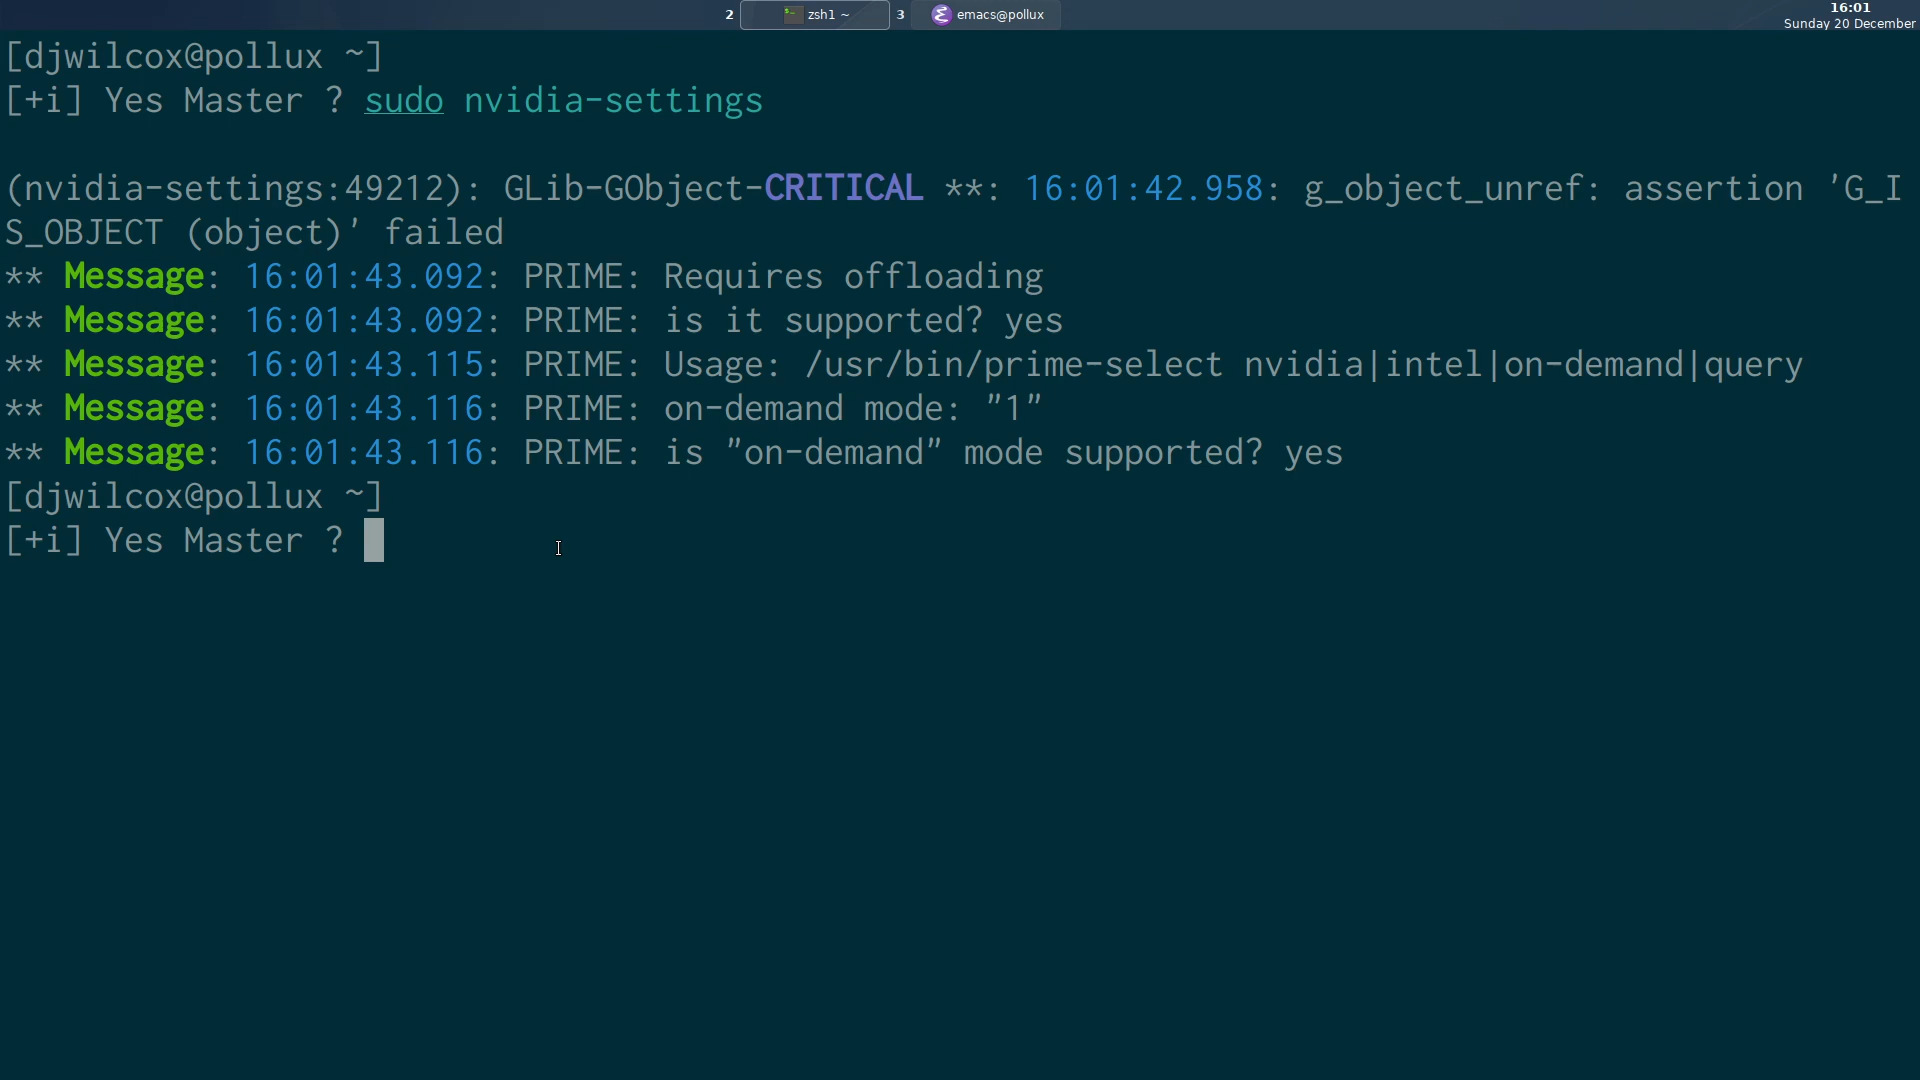 2 zsh1 ~ 3 emacs@pollux 16:01
Sunday 20 December
[djwilcox@pollux ~]
[+i] Yes Master ? sudo nvidia-settings
(nvidia-settings:49212): GLib-GObject-CRITICAL **: 16:01:42.958: g_object_unref: assertion 'G_I
S_OBJECT (object)' failed
** Message: 16:01:43.092: PRIME: Requires offloading
** Message: 16:01:43.092: PRIME: is it supported? yes
** Message: 16:01:43.115: PRIME: Usage: /usr/bin/prime-select nvidia|intel|on-demand|query
** Message: 16:01:43.116: PRIME: on-demand mode: "1"
** Message: 16:01:43.116: PRIME: is "on-demand" mode supported? yes
[djwilcox@pollux ~]
[+i] Yes Master ?